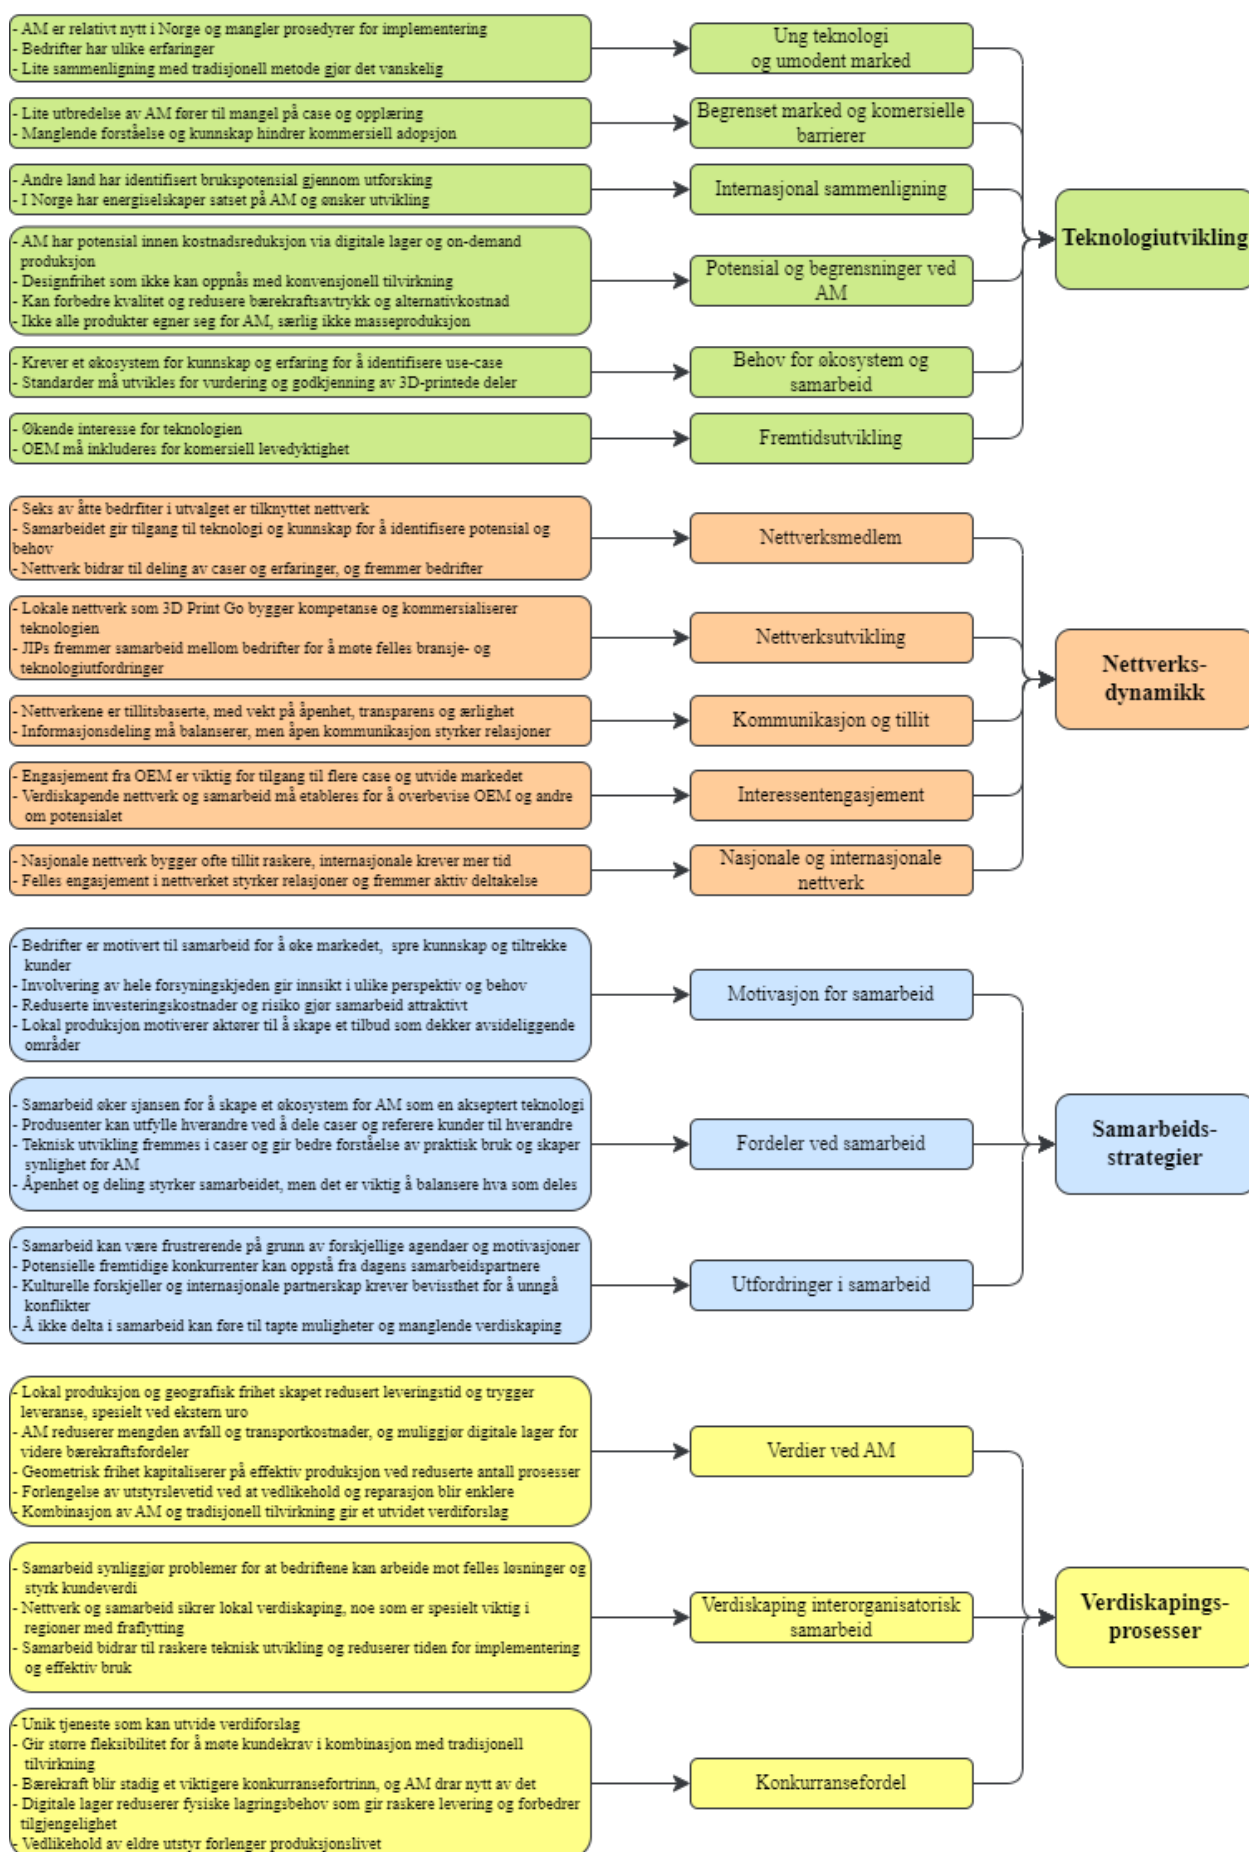 - AM er relativt nytt i Norge og mangler prosedyrer for implementering
- Bedrifter har ulike erfaringer
- Lite sammenligning med tradisjonell metode gjør det vanskelig
Ung teknologi
og umodent marked
- Lite utbredelse av AM fører til mangel på case og opplæring
- Manglende forståelse og kunnskap hindrer kommersiell adopsjon
Begrenset marked og komersielle
barrierer
- Andre land har identifisert brukspotensial gjennom utforsking
- I Norge har energiselskaper satset på AM og ønsker utvikling
Internasjonal sammenligning
- AM har potensial innen kostnadsreduksjon via digitale lager og on-demand
produksjon
- Designfrihet som ikke kan oppnås med konvensjonell tilvirkning
- Kan forbedre kvalitet og redusere bærekraftsavtrykk og alternativkostnad
- Ikke alle produkter egner seg for AM, særlig ikke masseproduksjon
Potensial og begrensninger ved
AM
- Krever et økosystem for kunnskap og erfaring for å identifisere use-case
- Standarder må utvikles for vurdering og godkjenning av 3D-printede deler
Behov for økosystem og
samarbeid
- Økende interesse for teknologien
- OEM må inkluderes for komersiell levedyktighet
Fremtidsutvikling
Teknologiutvikling
- Seks av åtte bedrfiter i utvalget er tilknyttet nettverk
- Samarbeidet gir tilgang til teknologi og kunnskap for å identifisere potensial og
behov
- Nettverk bidrar til deling av caser og erfaringer, og fremmer bedrifter
Nettverksmedlem
- Lokale nettverk som 3D Print Go bygger kompetanse og kommersialiserer
teknologien
- JIPs fremmer samarbeid mellom bedrifter for å møte felles bransje- og
teknologiutfordringer
Nettverksutvikling
- Nettverkene er tillitsbaserte, med vekt på åpenhet, transparens og ærlighet
- Informasjonsdeling må balanserer, men åpen kommunikasjon styrker relasjoner
Kommunikasjon og tillit
- Engasjement fra OEM er viktig for tilgang til flere case og utvide markedet
- Verdiskapende nettverk og samarbeid må etableres for å overbevise OEM og andre
om potensialet
Interessentengasjement
- Nasjonale nettverk bygger ofte tillit raskere, internasjonale krever mer tid
- Felles engasjement i nettverket styrker relasjoner og fremmer aktiv deltakelse
Nasjonale og internasjonale
nettverk
Nettverks-
dynamikk
- Bedrifter er motivert til samarbeid for å øke markedet, spre kunnskap og tiltrekke
kunder
- Involvering av hele forsyningskjeden gir innsikt i ulike perspektiv og behov
- Reduserte investeringskostnader og risiko gjør samarbeid attraktivt
- Lokal produksjon motiverer aktører til å skape et tilbud som dekker avsideliggende
områder
Motivasjon for samarbeid
- Samarbeid øker sjansen for å skape et økosystem for AM som en akseptert teknologi
- Produsenter kan utfylle hverandre ved å dele caser og referere kunder til hverandre
- Teknisk utvikling fremmes i caser og gir bedre forståelse av praktisk bruk og skaper
synlighet for AM
- Åpenhet og deling styrker samarbeidet, men det er viktig å balansere hva som deles
Fordeler ved samarbeid
- Samarbeid kan være frustrerende på grunn av forskjellige agendaer og motivasjoner
- Potensielle fremtidige konkurrenter kan oppstå fra dagens samarbeidspartnere
- Kulturelle forskjeller og internasjonale partnerskap krever bevissthet for å unngå
konflikter
- Å ikke delta i samarbeid kan føre til tapte muligheter og manglende verdiskaping
Utfordringer i samarbeid
Samarbeids-
strategier
- Lokal produksjon og geografisk frihet skapet redusert leveringstid og trygger
leveranse, spesielt ved ekstern uro
- AM reduserer mengden avfall og transportkostnader, og muliggjør digitale lager for
videre bærekraftsfordeler
- Geometrisk frihet kapitaliserer på effektiv produksjon ved reduserte antall prosesser
- Forlengelse av utstyrslevetid ved at vedlikehold og reparasjon blir enklere
- Kombinasjon av AM og tradisjonell tilvirkning gir et utvidet verdiforslag
Verdier ved AM
- Samarbeid synliggjør problemer for at bedriftene kan arbeide mot felles løsninger og
styrk kundeverdi
- Nettverk og samarbeid sikrer lokal verdiskaping, noe som er spesielt viktig i
regioner med fraflytting
- Samarbeid bidrar til raskere teknisk utvikling og reduserer tiden for implementering
og effektiv bruk
Verdiskaping interorganisatorisk
samarbeid
- Unik tjeneste som kan utvide verdiforslag
- Gir større fleksibilitet for å møte kundekrav i kombinasjon med tradisjonell
tilvirkning
- Bærekraft blir stadig et viktigere konkurransefortrinn, og AM drar nytt av det
- Digitale lager reduserer fysiske lagringsbehov som gir raskere levering og forbedrer
tilgjengelighet
- Vedlikehold av eldre utstyr forlenger produksjonslivet
Konkurransefordel
Verdiskapings-
prosesser